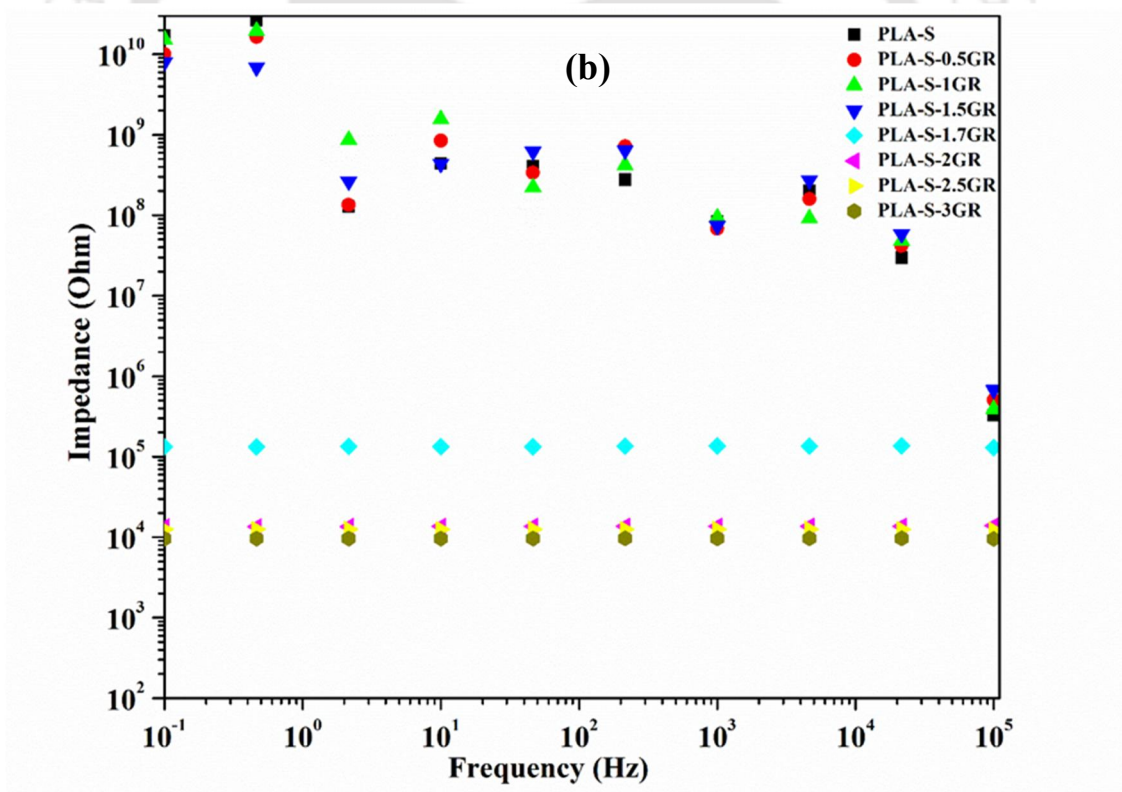 (b)
PLA-S
PLA-S-0.5GR
PLA-S-1GR
PLA-S-1.5GR
PLA-S-1.7GR
PLA-S-2GR
PLA-S-2.5GR
PLA-S-3GR
Impedance (Ohm)
10^10
10^9
10^8
10^7
10^6
10^5
10^4
10^3
10^2
10^-1 10^0 10^1 10^2 10^3 10^4 10^5
Frequency (Hz)